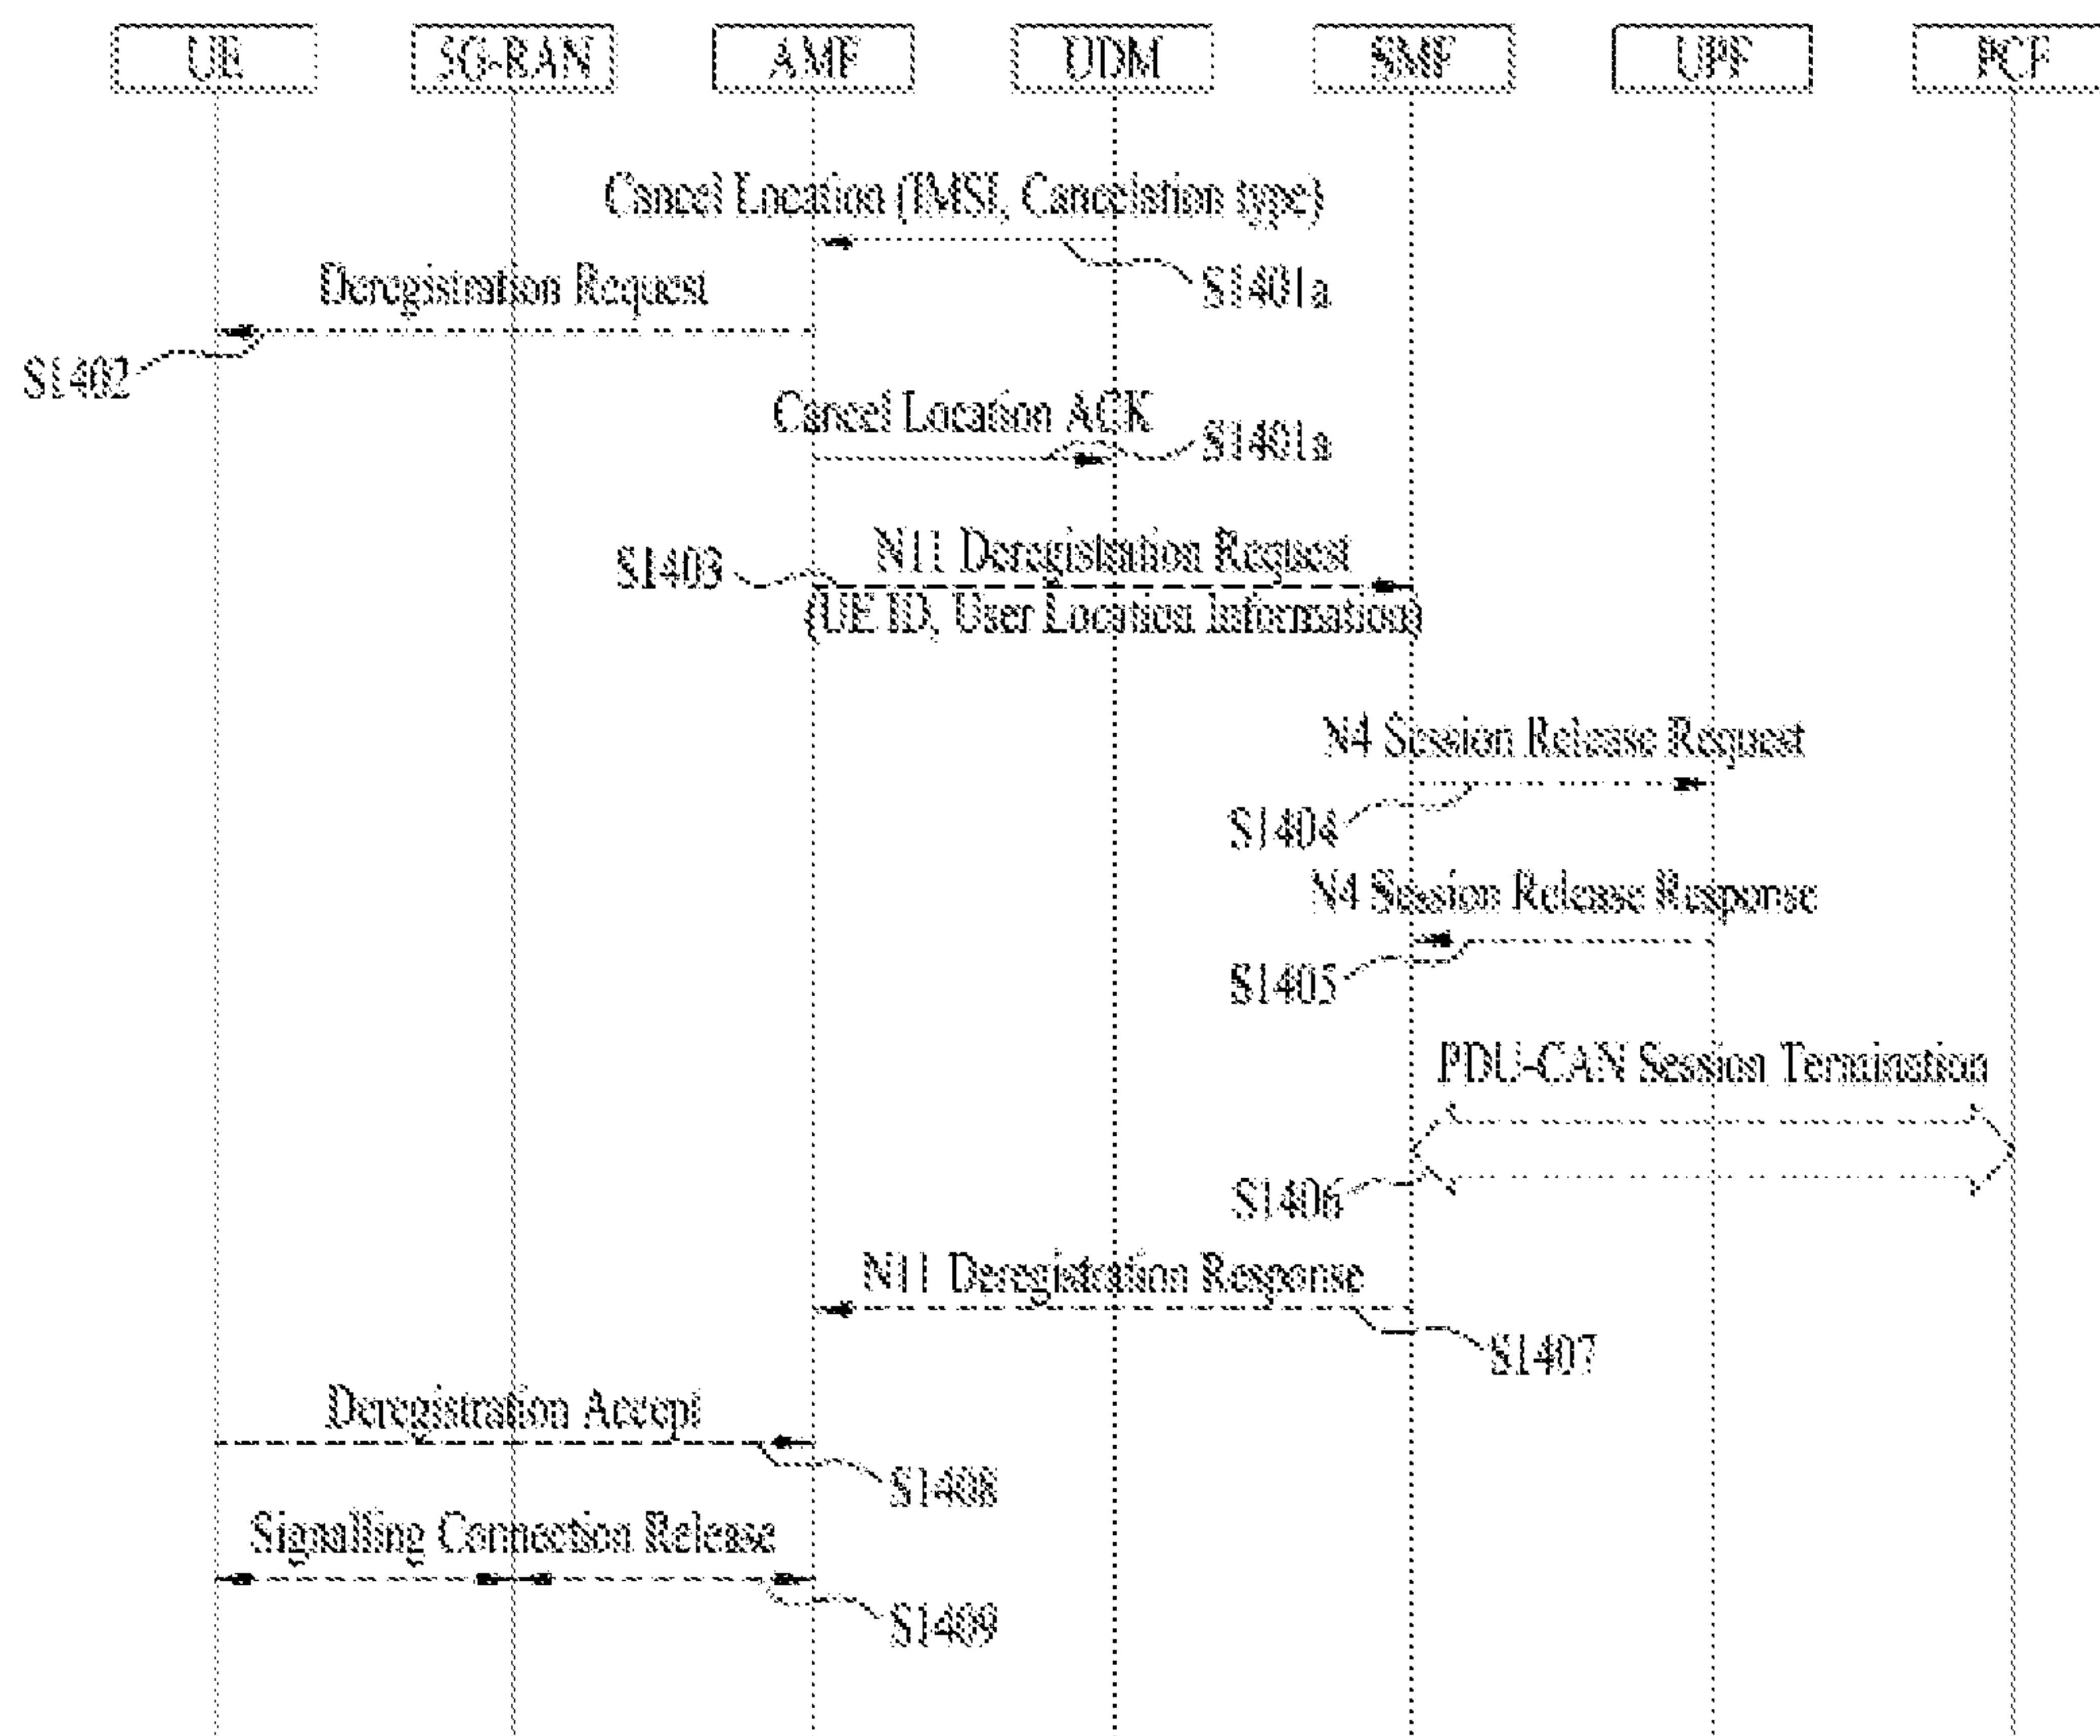 UE 5G-RAN AMF UDM SMF UPF PCF
Cancel Location (IMSI, Cancelation type)
S1401a
Deregistration Request
S1402
Cancel Location ACK
S1401a
N11 Deregistration Request
S1403
(UE ID, User Location Information)
N4 Session Release Request
S1404
N4 Session Release Response
S1405
PDU-CAN Session Termination
S1406
N11 Deregistration Response
S1407
Deregistration Accept
S1408
Signalling Connection Release
S1409